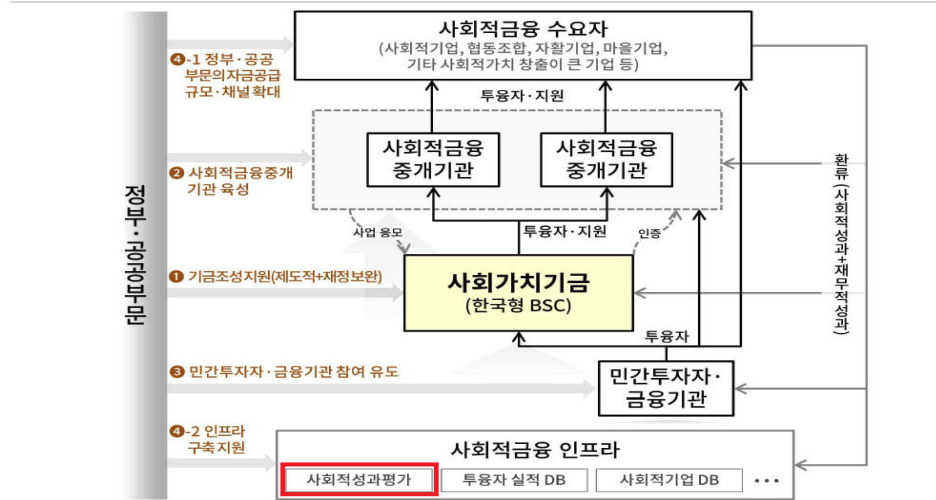 사회적금융 수요자
(사회적기업, 협동조합, 자활기업, 마을기업,
기타 사회적가치 창출이 큰 기업 등)
❹-1 정부·공공
부문의자금공급
규모·채널 확대
투융자·지원
사회적금융
중개기관
사회적금융
중개기관
❷ 사회적금융중개
기관 육성
환류(사회적성과+재무적성과)
정부·공공부문
사업 응모
투융자·지원
인증
❶ 기금조성지원(제도적+재정보완)
사회가치기금
(한국형 BSC)
투융자
❸ 민간투자자·금융기관 참여 유도
민간투자자·
금융기관
❹-2 인프라
구축지원
사회적금융 인프라
사회적성과평가
투융자 실적 DB
사회적기업 DB
···